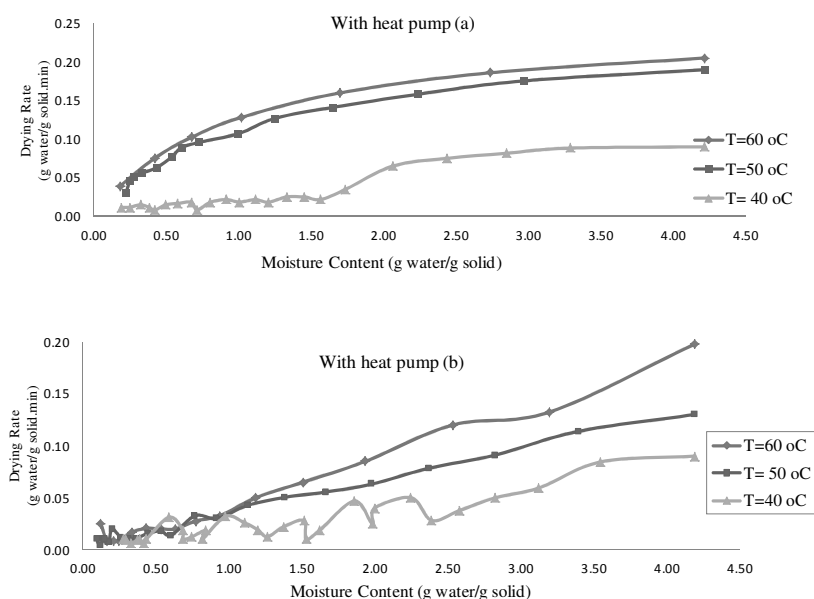 With heat pump (a)
Drying Rate
(g water/g solid.min)
0.25
0.20
0.15
0.10
0.05
0.00
0.00 0.50 1.00 1.50 2.00 2.50 3.00 3.50 4.00 4.50
Moisture Content (g water/g solid)
T=60 oC
T=50 oC
T= 40 oC
With heat pump (b)
Drying Rate
(g water/g solid.min)
0.20
0.15
0.10
0.05
0.00
0.00 0.50 1.00 1.50 2.00 2.50 3.00 3.50 4.00 4.50
Moisture Content (g water/g solid)
T=60 oC
T= 50 oC
T=40 oC